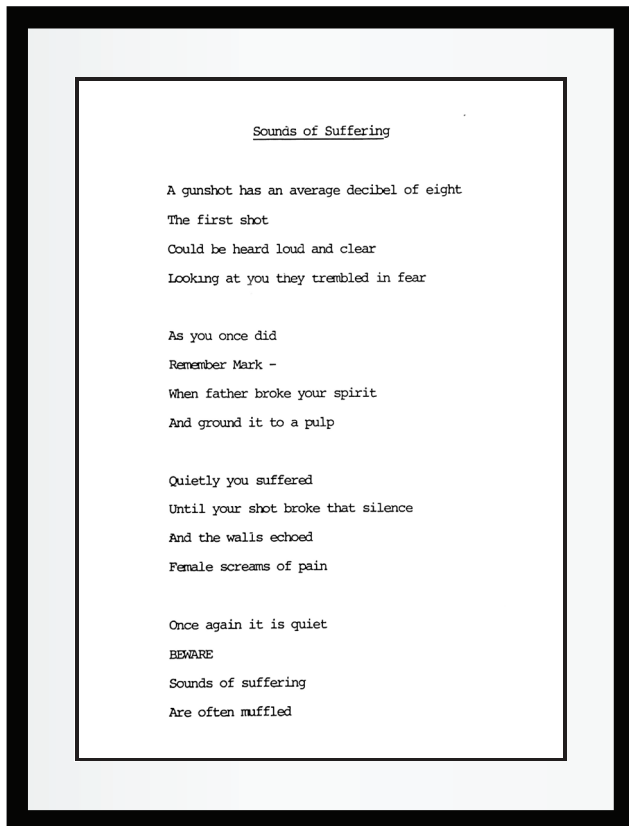 Sounds of Suffering
A gunshot has an average decibel of eight
The first shot
Could be heard loud and clear
Looking at you they trembled in fear
As you once did
Remember Mark -
When father broke your spirit
And ground it to a pulp
Quietly you suffered
Until your shot broke that silence
And the walls echoed
Female screams of pain
Once again it is quiet
BEWARE
Sounds of suffering
Are often muffled